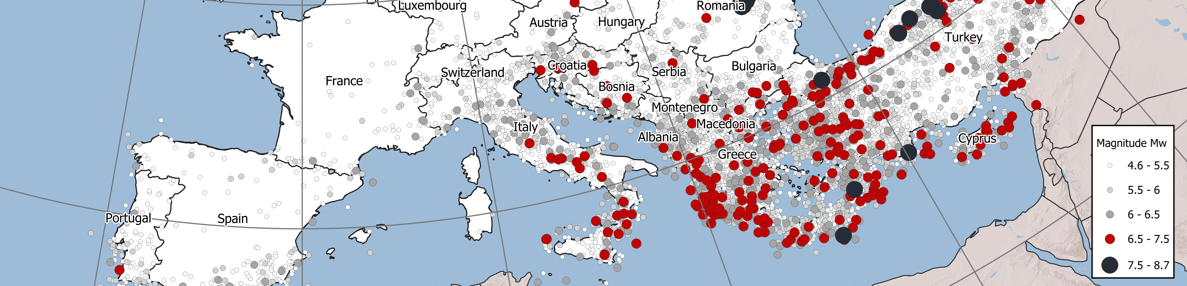 Luxembourg
Romania
Austria
Hungary
Turkey
Croatia
Bulgaria
Switzerland
Serbia
France
Bosnia
Montenegro
Italy
Macedonia
Albania
Cyprus
Greece
Portugal
Spain
Magnitude Mw
4.6 - 5.5
5.5 - 6
6 - 6.5
6.5 - 7.5
7.5 - 8.7